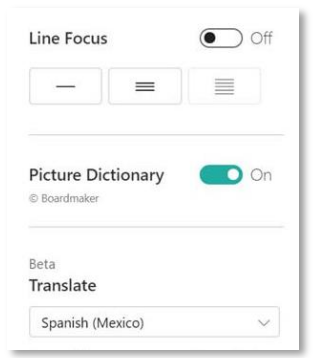 Line Focus
Off
Picture Dictionary
On
© Boardmaker
Beta
Translate
Spanish (Mexico)